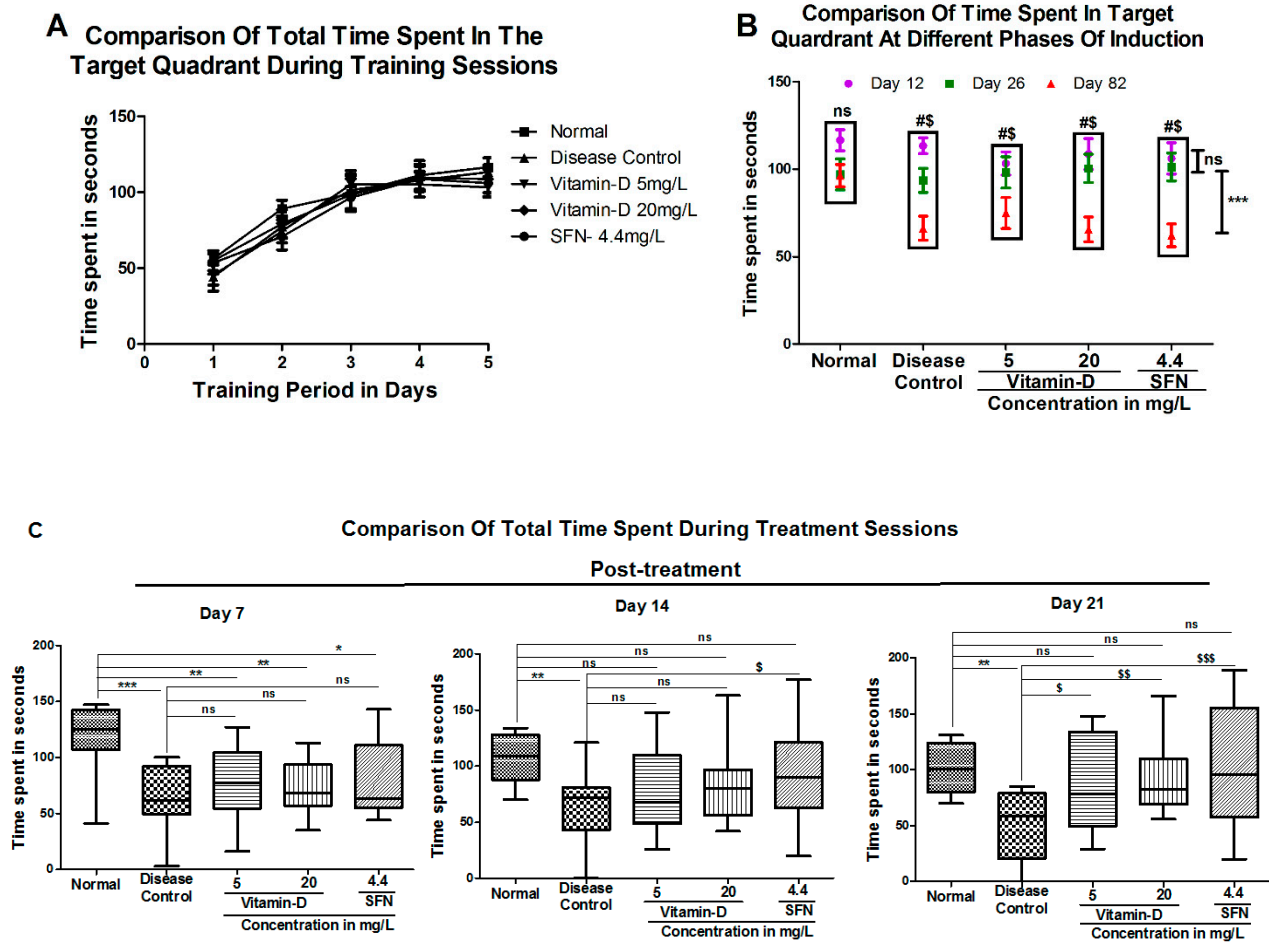 A
Comparison Of Total Time Spent In The
Target Quadrant During Training Sessions
Time spent in seconds
150
100
50
0
0 1 2 3 4 5
Training Period in Days
Normal
Disease Control
Vitamin-D 5mg/L
Vitamin-D 20mg/L
SFN- 4.4mg/L
B
Comparison Of Time Spent In Target
Quardrant At Different Phases Of Induction
Day 12 Day 26 Day 82
Time spent in seconds
150
100
50
0
ns #$ #$ #$ #$
ns
***
Normal Disease 5 20 4.4
Control Vitamin-D SFN
Concentration in mg/L
C
Comparison Of Total Time Spent During Treatment Sessions
Post-treatment
Day 7
Time spent in seconds
200
150
100
50
0
*
**
**
ns
***
ns
ns
Normal Disease 5 20 4.4
Control Vitamin-D SFN
Concentration in mg/L
Day 14
Time spent in seconds
200
150
100
50
0
ns
ns
ns
$
**
ns
ns
Normal Disease 5 20 4.4
Control Vitamin-D SFN
Concentration in mg/L
Day 21
Time spent in seconds
200
150
100
50
0
ns
ns
ns
$$$
**
$$
$
Normal Disease 5 20 4.4
Control Vitamin-D SFN
Concentration in mg/L